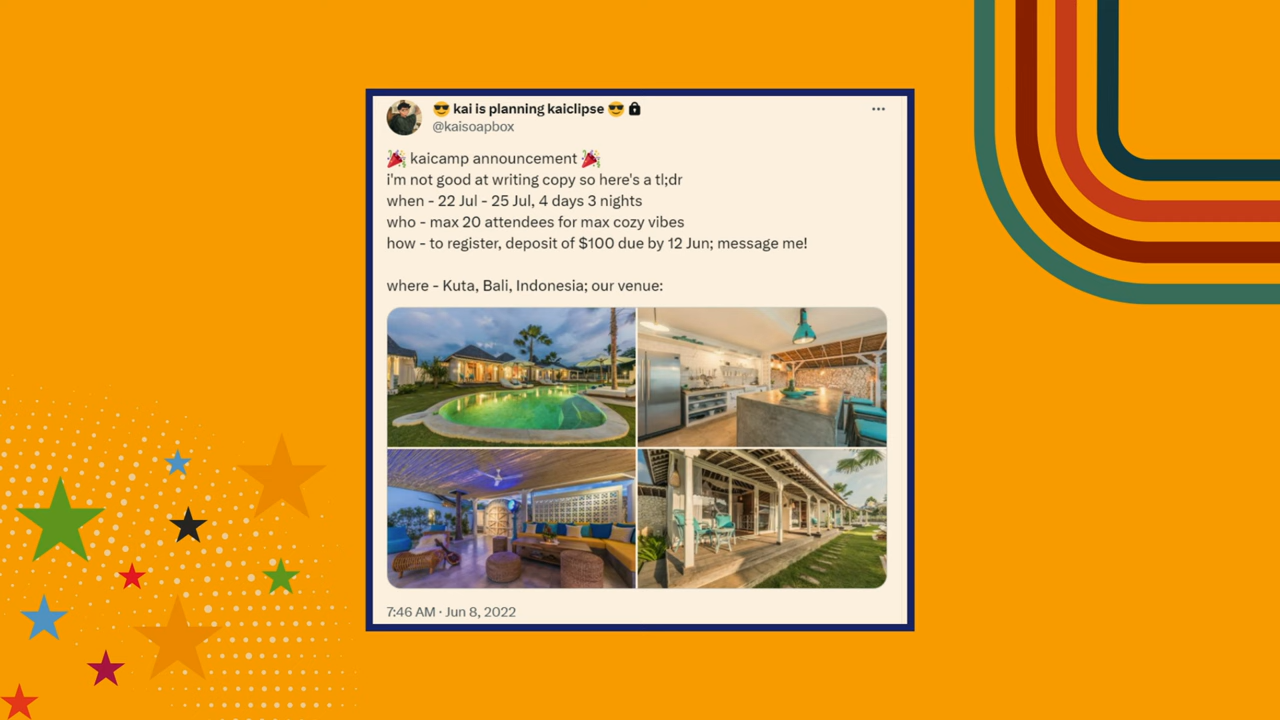 😎 kai is planning kaiclipse 😎 🔒
@kaisoapbox
🎉 kaicamp announcement 🎉
i'm not good at writing copy so here's a tl;dr
when - 22 Jul - 25 Jul, 4 days 3 nights
who - max 20 attendees for max cozy vibes
how - to register, deposit of $100 due by 12 Jun; message me!
where - Kuta, Bali, Indonesia; our venue:
7:46 AM · Jun 8, 2022